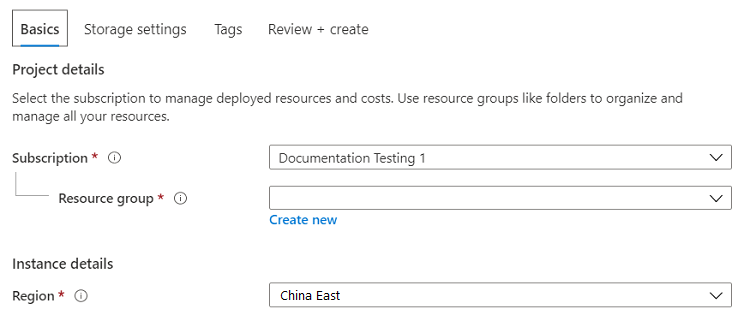 Basics Storage settings Tags Review + create
Project details
Select the subscription to manage deployed resources and costs. Use resource groups like folders to organize and
manage all your resources.
Subscription * Documentation Testing 1
Resource group *
Create new
Instance details
Region * China East